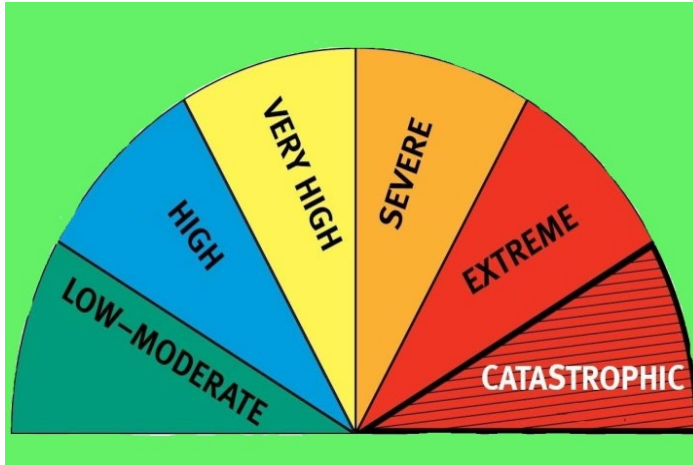 LOW–MODERATE
HIGH
VERY HIGH
SEVERE
EXTREME
CATASTROPHIC